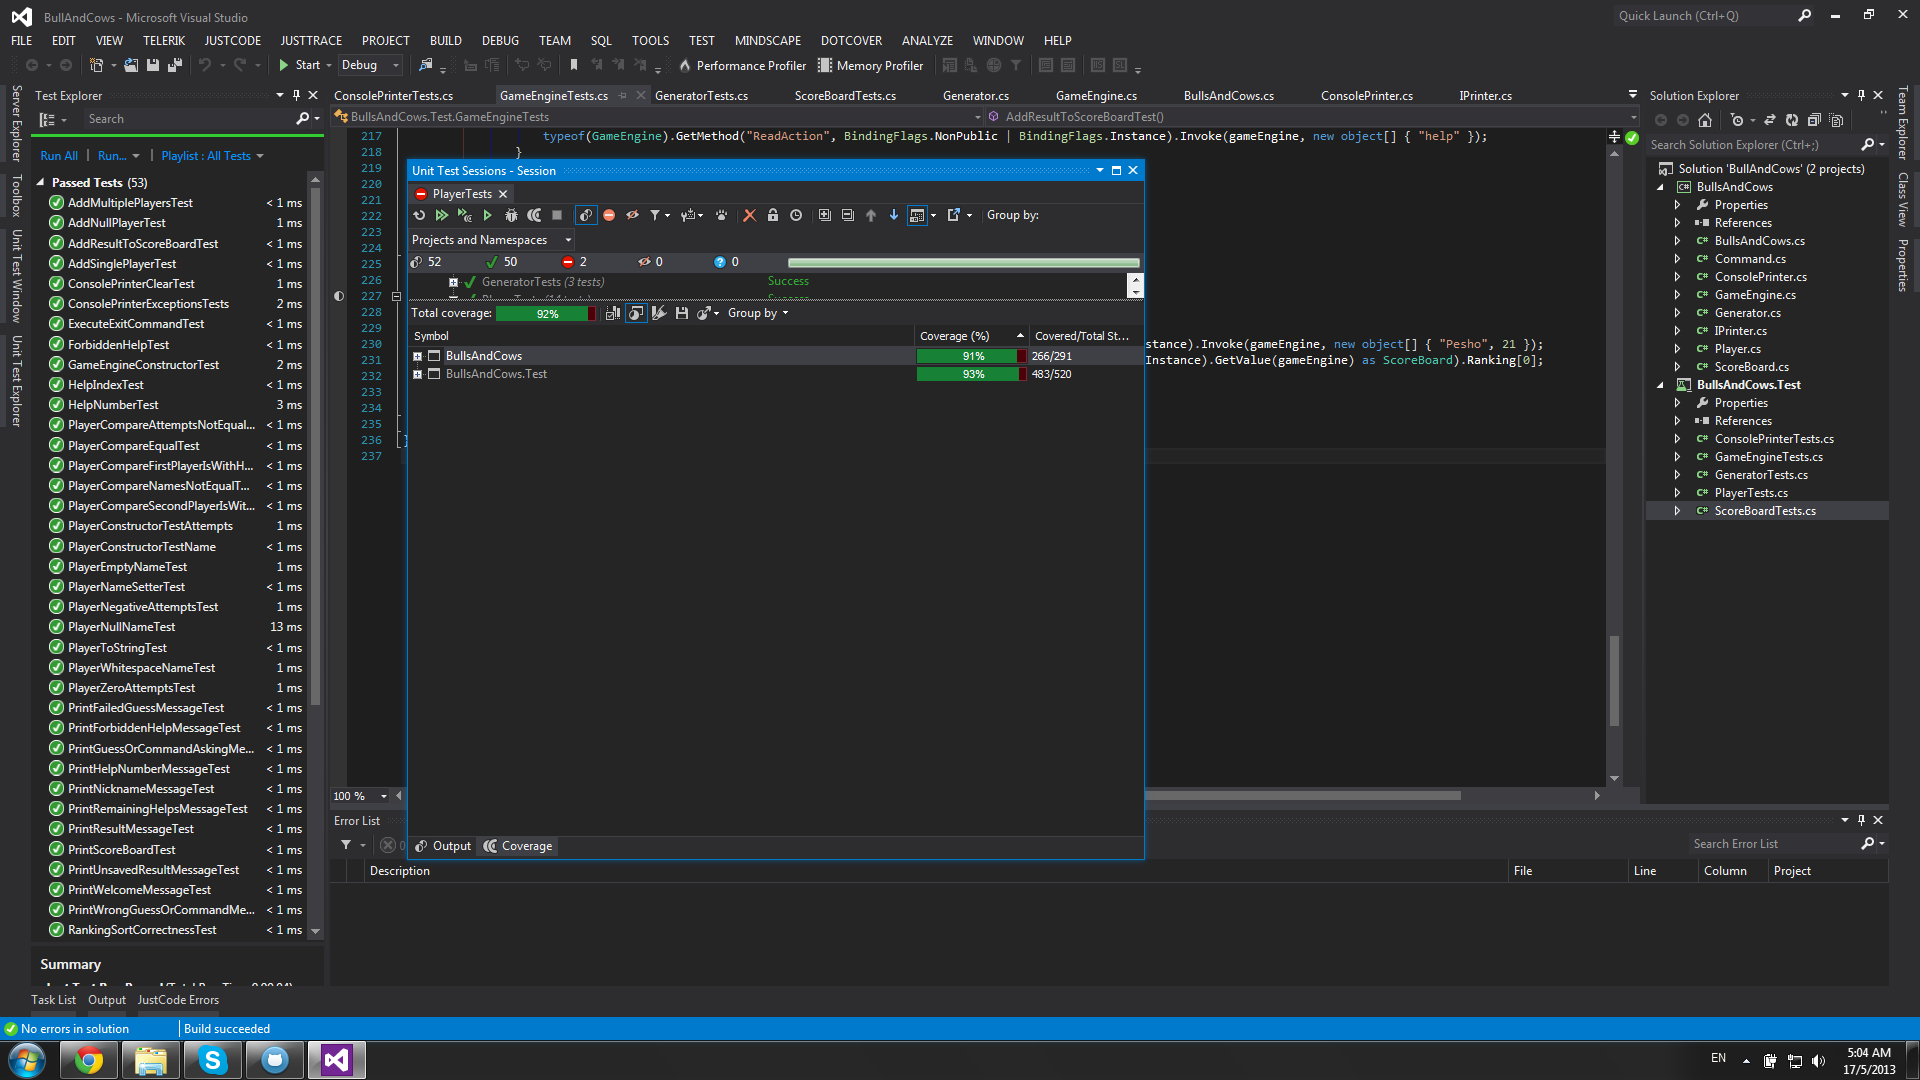 BullAndCows - Microsoft Visual Studio
Quick Launch (Ctrl+Q)
FILE EDIT VIEW TELERIK JUSTCODE JUSTTRACE PROJECT BUILD DEBUG TEAM SQL TOOLS TEST MINDSCAPE DOTCOVER ANALYZE WINDOW HELP
Start Debug Performance Profiler Memory Profiler
Server Explorer
Toolbox
Unit Test Window
Unit Test Explorer
Test Explorer
Search
Run All Run... Playlist : All Tests
Passed Tests (53)
AddMultiplePlayersTest < 1 ms
AddNullPlayerTest 1 ms
AddResultToScoreBoardTest < 1 ms
AddSinglePlayerTest < 1 ms
ConsolePrinterClearTest 1 ms
ConsolePrinterExceptionsTests 2 ms
ExecuteExitCommandTest < 1 ms
ForbiddenHelpTest < 1 ms
GameEngineConstructorTest 2 ms
HelpIndexTest < 1 ms
HelpNumberTest 3 ms
PlayerCompareAttemptsNotEqual... < 1 ms
PlayerCompareEqualTest < 1 ms
PlayerCompareFirstPlayerIsWithH... < 1 ms
PlayerCompareNamesNotEqualT... < 1 ms
PlayerCompareSecondPlayerIsWit... < 1 ms
PlayerConstructorTestAttempts 1 ms
PlayerConstructorTestName < 1 ms
PlayerEmptyNameTest 1 ms
PlayerNameSetterTest < 1 ms
PlayerNegativeAttemptsTest 1 ms
PlayerNullNameTest 13 ms
PlayerToStringTest < 1 ms
PlayerWhitespaceNameTest 1 ms
PlayerZeroAttemptsTest 1 ms
PrintFailedGuessMessageTest < 1 ms
PrintForbiddenHelpMessageTest < 1 ms
PrintGuessOrCommandAskingMe... < 1 ms
PrintHelpNumberMessageTest < 1 ms
PrintNicknameMessageTest < 1 ms
PrintRemainingHelpsMessageTest < 1 ms
PrintResultMessageTest < 1 ms
PrintScoreBoardTest < 1 ms
PrintUnsavedResultMessageTest < 1 ms
PrintWelcomeMessageTest < 1 ms
PrintWrongGuessOrCommandMe... < 1 ms
RankingSortCorrectnessTest < 1 ms
Summary
Task List Output JustCode Errors
ConsolePrinterTests.cs GameEngineTests.cs GeneratorTests.cs ScoreBoardTests.cs Generator.cs GameEngine.cs BullsAndCows.cs ConsolePrinter.cs IPrinter.cs
BullsAndCows.Test.GameEngineTests AddResultToScoreBoardTest()
217 typeof(GameEngine).GetMethod("ReadAction", BindingFlags.NonPublic | BindingFlags.Instance).Invoke(gameEngine, new object[] { "help" });
218 }
219
220
221
222
223
224
225
226
227
228
229
230 stance).Invoke(gameEngine, new object[] { "Pesho", 21 });
231 Instance).GetValue(gameEngine) as ScoreBoard).Ranking[0];
232
233
234
235
236 }
237
100 %
Unit Test Sessions - Session
PlayerTests
Group by:
Projects and Namespaces
52 50 2 0 0
GeneratorTests (3 tests) Success
Total coverage: 92% Group by
Symbol Coverage (%) Covered/Total St...
BullsAndCows 91% 266/291
BullsAndCows.Test 93% 483/520
Output Coverage
Error List
0
Search Error List
Description File Line Column Project
Solution Explorer
Search Solution Explorer (Ctrl+;)
Solution 'BullAndCows' (2 projects)
BullsAndCows
Properties
References
BullsAndCows.cs
Command.cs
ConsolePrinter.cs
GameEngine.cs
Generator.cs
IPrinter.cs
Player.cs
ScoreBoard.cs
BullsAndCows.Test
Properties
References
ConsolePrinterTests.cs
GameEngineTests.cs
GeneratorTests.cs
PlayerTests.cs
ScoreBoardTests.cs
Team Explorer
Class View
Properties
No errors in solution Build succeeded
EN
5:04 AM
17/5/2013